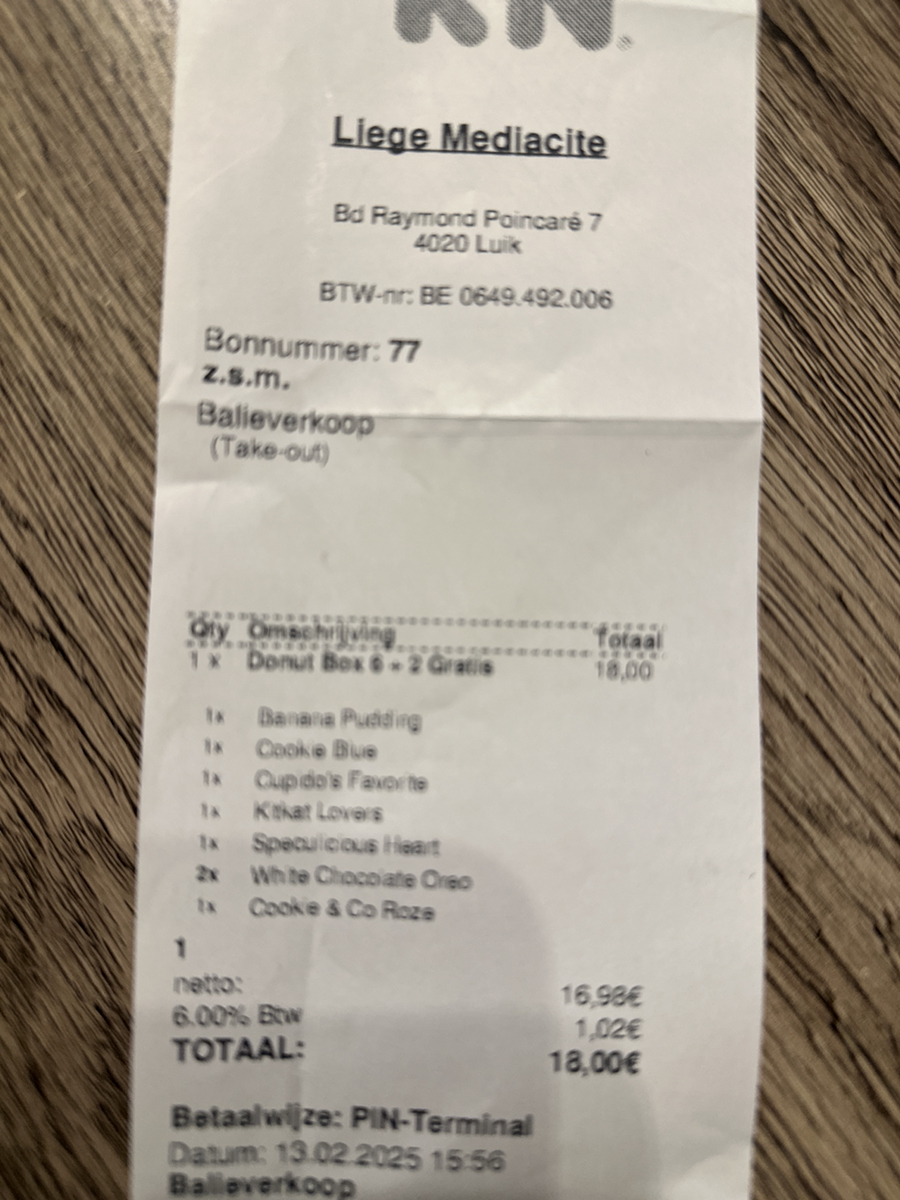 KN
Liege Mediacite
Bd Raymond Poincaré 7
4020 Luik
BTW-nr: BE 0649.492.006
Bonnummer: 77
z.s.m.
Balieverkoop
(Take-out)
Qty Omschrijving Totaal
1 x Donut Box 6 + 2 Gratis 18,00
1x Banana Pudding
1x Cookie Blue
1x Cupido's Favorite
1x Kitkat Lovers
1x Speculicious Heart
2x White Chocolate Oreo
1x Cookie & Co Roze
1
netto: 16,98€
6.00% Btw 1,02€
TOTAAL: 18,00€
Betaalwijze: PIN-Terminal
Datum: 13.02.2025 15:56
Balieverkoop